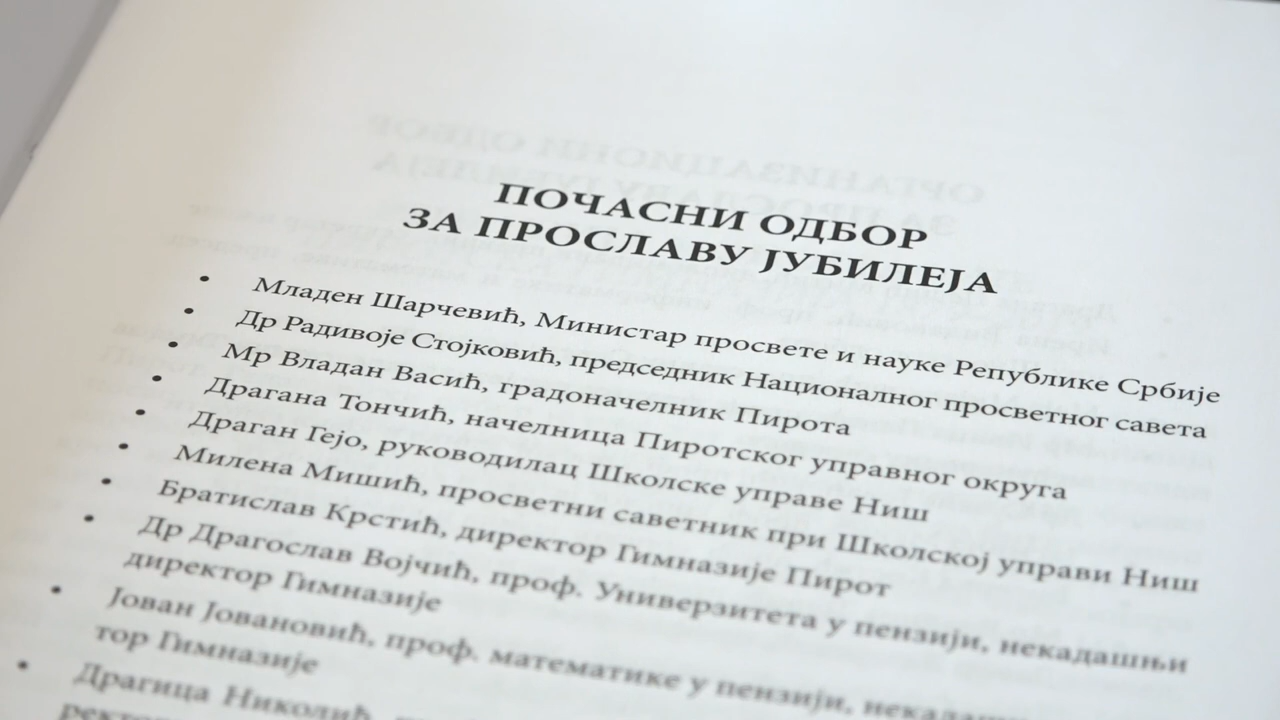 ПОЧАСНИ ОДБОР
ЗА ПРОСЛАВУ ЈУБИЛЕЈА
• Младен Шарчевић, Министар просвете и науке Републике Србије
• Др Радивоје Стојковић, председник Националног просветног савета
• Мр Владан Васић, градоначелник Пирота
• Драгана Тончић, начелница Пиротског управног округа
• Драган Гејо, руководилац Школске управе Ниш
• Милена Мишић, просветни саветник при Школској управи Ниш
• Братислав Крстић, директор Гимназије Пирот
• Др Драгослав Војчић, проф. Универзитета у пензији, некадашњи
директор Гимназије
• Јован Јовановић, проф. математике у пензији,
тор Гимназије
• Драгица Николић,